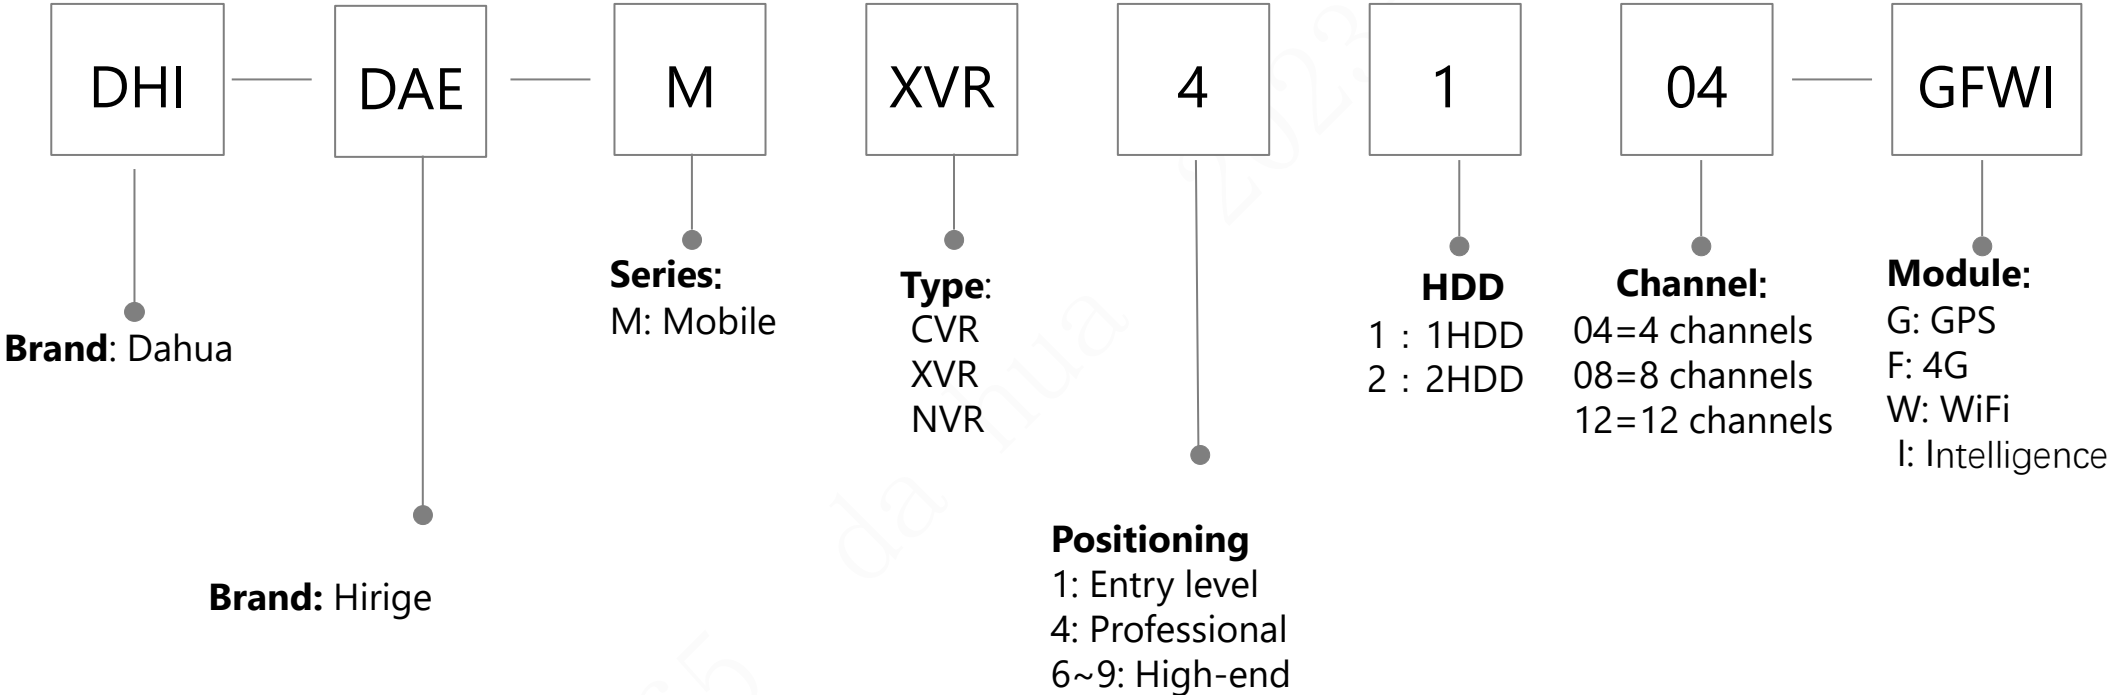 DHI DAE M XVR 4 1 04 GFWI
Brand: Dahua
Brand: Hirige
Series:
M: Mobile
Type:
CVR
XVR
NVR
Positioning
1: Entry level
4: Professional
6~9: High-end
HDD
1 : 1HDD
2 : 2HDD
Channel:
04=4 channels
08=8 channels
12=12 channels
Module:
G: GPS
F: 4G
W: WiFi
I: Intelligence
da hua